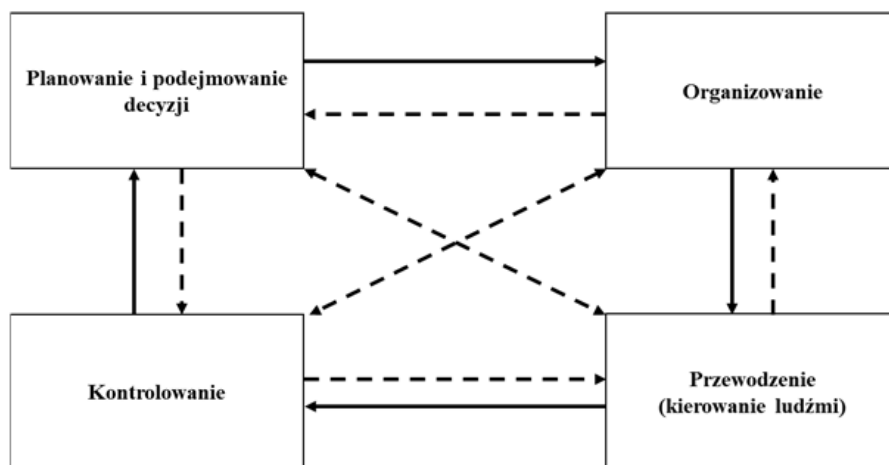 Planowanie i podejmowanie
decyzji
Organizowanie
Kontrolowanie
Przewodzenie
(kierowanie ludźmi)